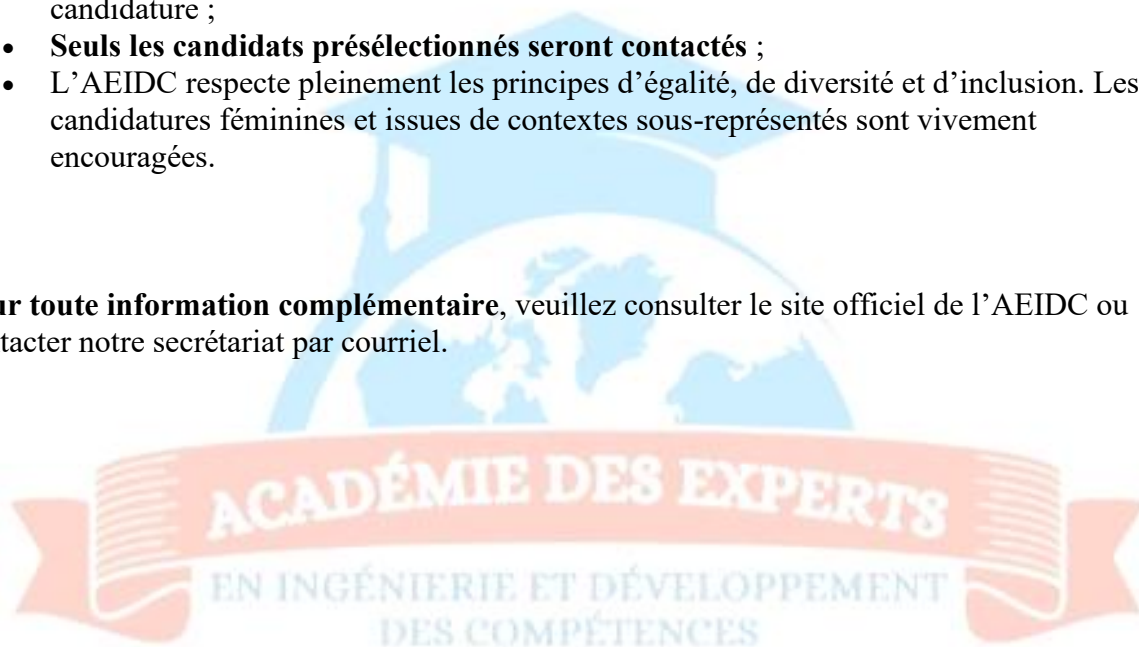 candidature ;
• Seuls les candidats présélectionnés seront contactés ;
• L’AEIDC respecte pleinement les principes d’égalité, de diversité et d’inclusion. Les
candidatures féminines et issues de contextes sous-représentés sont vivement
encouragées.
ur toute information complémentaire, veuillez consulter le site officiel de l’AEIDC ou
tacter notre secrétariat par courriel.
ACADÉMIE DES EXPERTS
EN INGÉNIERIE ET DÉVELOPPEMENT
DES COMPÉTENCES